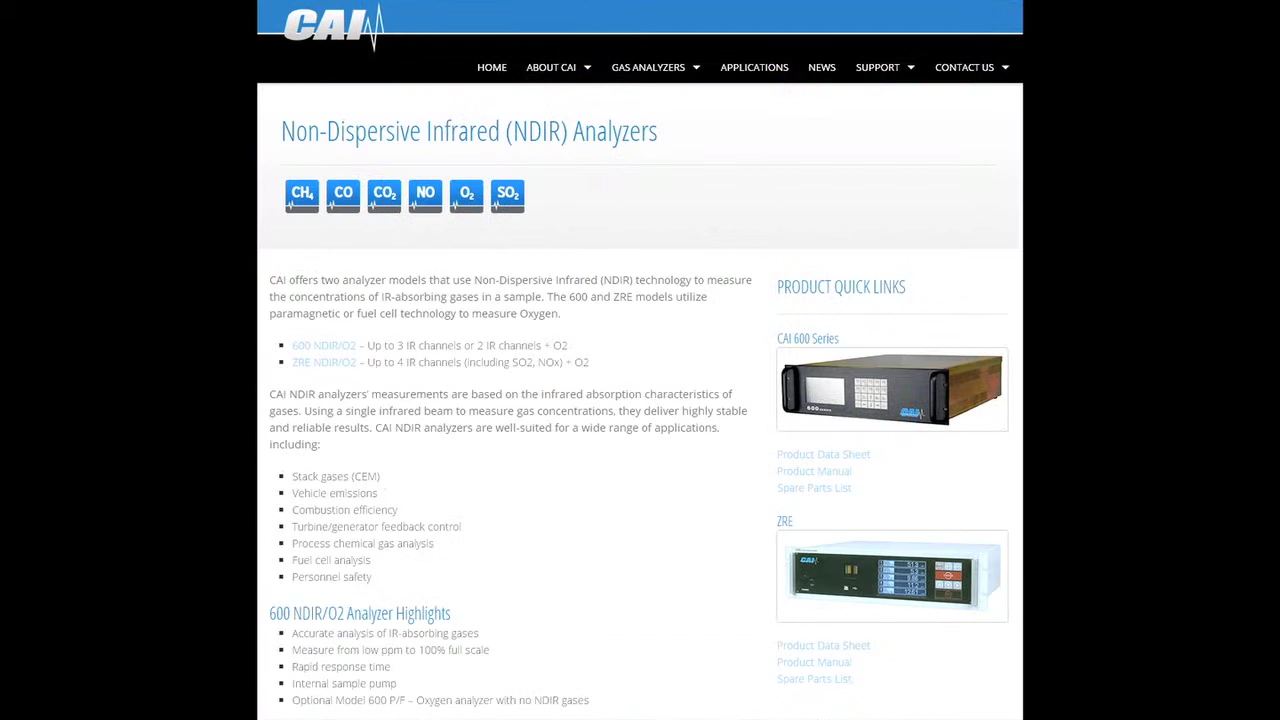 CAI
HOME ABOUT CAI GAS ANALYZERS APPLICATIONS NEWS SUPPORT CONTACT US
Non-Dispersive Infrared (NDIR) Analyzers
CH4 CO CO2 NO O2 SO2
CAI offers two analyzer models that use Non-Dispersive Infrared (NDiR) technology to measure
the concentrations of IR-absorbing gases in a sample. The 600 and ZRE models utilize
paramagnetic or fuel cell technology to measure Oxygen.
600 NDIR/O2 – Up to 3 IR channels or 2 IR channels + O2
ZRE NDIR/O2 – Up to 4 IR channels (including SO2, NOx) + O2
CAI NDIR analyzers' measurements are based on the infrared absorption characteristics of
gases. Using a single infrared beam to measure gas concentrations, they deliver highly stable
and reliable results. CAI NDIR analyzers are well-suited for a wide range of applications,
including:
Stack gases (CEM)
Vehicle emissions
Combustion efficiency
Turbine/generator feedback control
Process chemical gas analysis
Fuel cell analysis
Personnel safety
600 NDIR/O2 Analyzer Highlights
Accurate analysis of IR-absorbing gases
Measure from low ppm to 100% full scale
Rapid response time
Internal sample pump
Optional Model 600 P/F – Oxygen analyzer with no NDIR gases
PRODUCT QUICK LINKS
CAI 600 Series
600
CAI
Product Data Sheet
Product Manual
Spare Parts List
ZRE
CAI
Product Data Sheet
Product Manual
Spare Parts List,